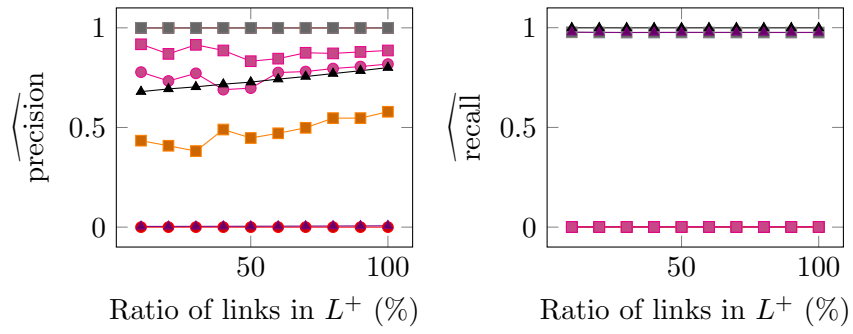 1
0.5
0
50
100
Ratio of links in L⁺ (%)
precision
1
0.5
0
50
100
Ratio of links in L⁺ (%)
recall